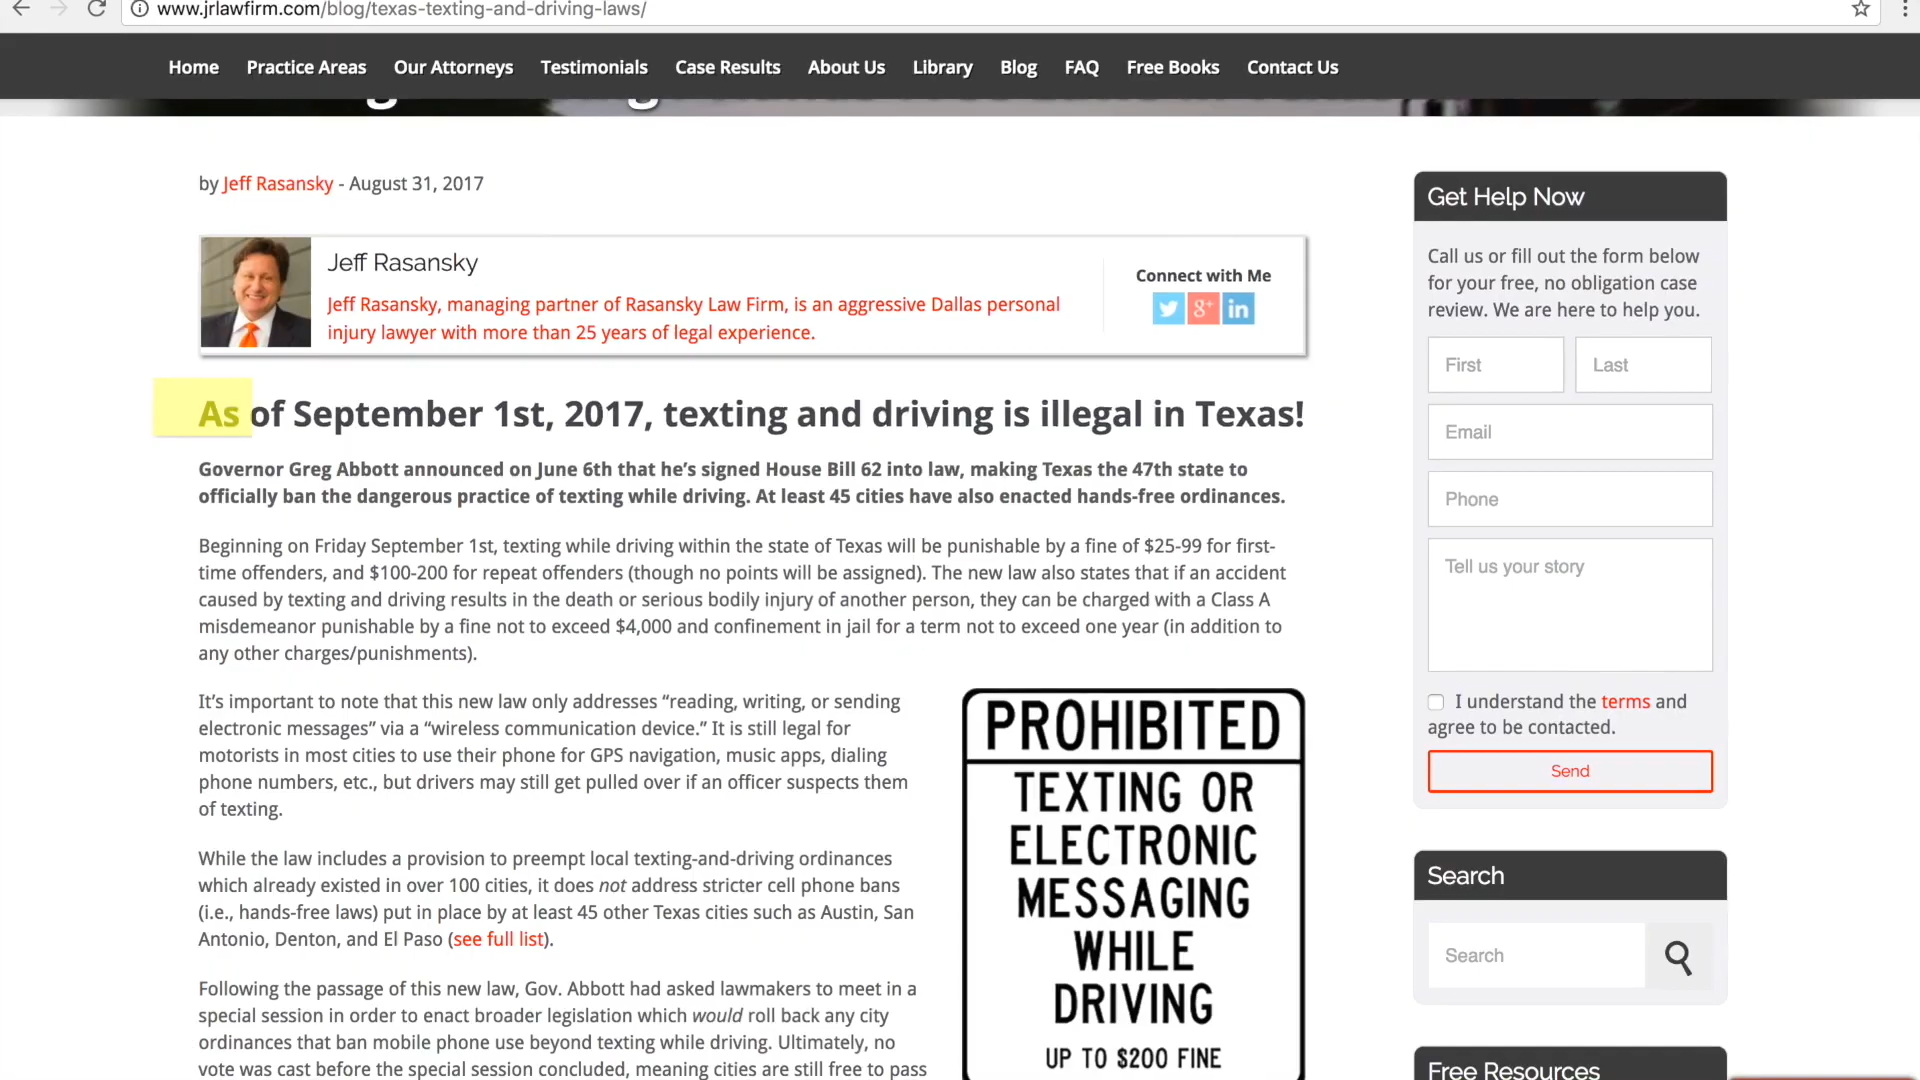 www.jrlawfirm.com/blog/texas-texting-and-driving-laws/
Home Practice Areas Our Attorneys Testimonials Case Results About Us Library Blog FAQ Free Books Contact Us
by Jeff Rasansky - August 31, 2017
Jeff Rasansky
Jeff Rasansky, managing partner of Rasansky Law Firm, is an aggressive Dallas personal
injury lawyer with more than 25 years of legal experience.
Connect with Me
g+ in
As of September 1st, 2017, texting and driving is illegal in Texas!
Governor Greg Abbott announced on June 6th that he’s signed House Bill 62 into law, making Texas the 47th state to
officially ban the dangerous practice of texting while driving. At least 45 cities have also enacted hands-free ordinances.
Beginning on Friday September 1st, texting while driving within the state of Texas will be punishable by a fine of $25-99 for first-
time offenders, and $100-200 for repeat offenders (though no points will be assigned). The new law also states that if an accident
caused by texting and driving results in the death or serious bodily injury of another person, they can be charged with a Class A
misdemeanor punishable by a fine not to exceed $4,000 and confinement in jail for a term not to exceed one year (in addition to
any other charges/punishments).
It’s important to note that this new law only addresses “reading, writing, or sending
electronic messages” via a “wireless communication device.” It is still legal for
motorists in most cities to use their phone for GPS navigation, music apps, dialing
phone numbers, etc., but drivers may still get pulled over if an officer suspects them
of texting.
While the law includes a provision to preempt local texting-and-driving ordinances
which already existed in over 100 cities, it does not address stricter cell phone bans
(i.e., hands-free laws) put in place by at least 45 other Texas cities such as Austin, San
Antonio, Denton, and El Paso (see full list).
Following the passage of this new law, Gov. Abbott had asked lawmakers to meet in a
special session in order to enact broader legislation which would roll back any city
ordinances that ban mobile phone use beyond texting while driving. Ultimately, no
vote was cast before the special session concluded, meaning cities are still free to pass
PROHIBITED
TEXTING OR
ELECTRONIC
MESSAGING
WHILE
DRIVING
UP TO $200 FINE
Get Help Now
Call us or fill out the form below
for your free, no obligation case
review. We are here to help you.
First Last
Email
Phone
Tell us your story
I understand the terms and
agree to be contacted.
Send
Search
Search
Free Resources